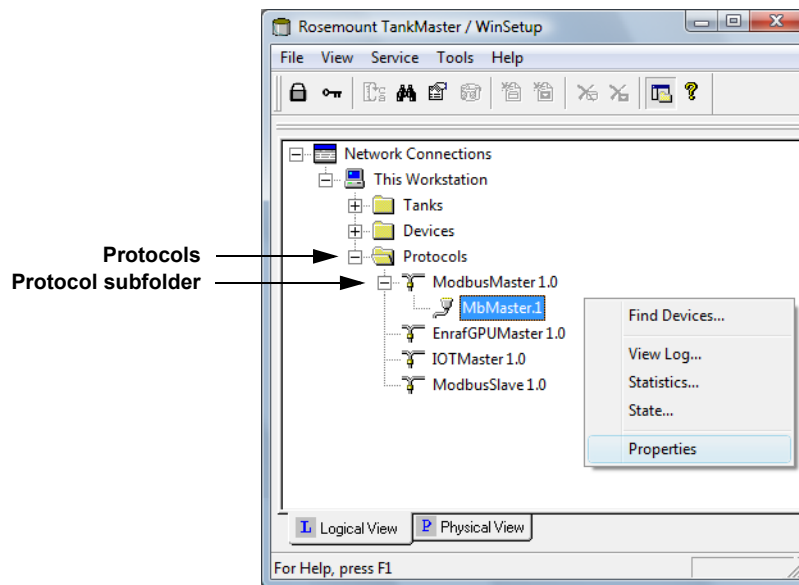 Rosemount TankMaster / WinSetup
File View Service Tools Help
Network Connections
This Workstation
Tanks
Devices
Protocols
Protocols
Protocol subfolder
ModbusMaster 1.0
MbMaster.1
EnrafGPUMaster 1.0
IOTMaster 1.0
ModbusSlave 1.0
Find Devices...
View Log...
Statistics...
State...
Properties
L Logical View P Physical View
For Help, press F1